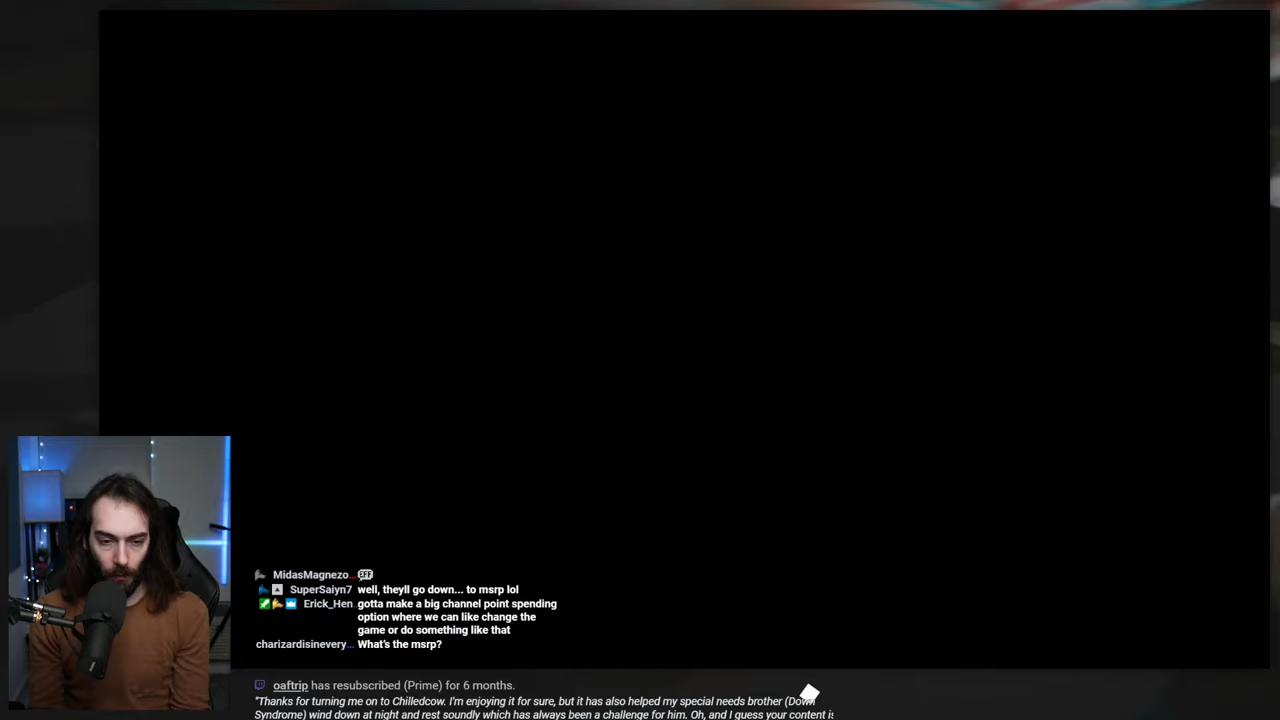 MidasMagnezo...
SuperSaiyn7 well, theyll go down... to msrp lol
Erick_Hen gotta make a big channel point spending
option where we can like change the
game or do something like that
charizardisinevery... What's the msrp?
oaftrip has resubscribed (Prime) for 6 months.
"Thanks for turning me on to Chilledcow. I'm enjoying it for sure, but it has also helped my special needs brother (Down
Syndrome) wind down at night and rest soundly which has always been a challenge for him. Oh, and I guess your content is